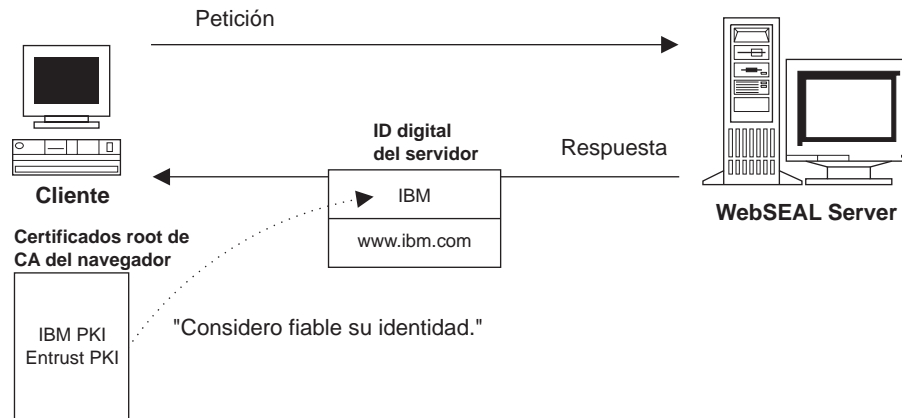 Petición
ID digital
del servidor
Respuesta
Cliente
IBM
www.ibm.com
WebSEAL Server
Certificados root de
CA del navegador
IBM PKI
Entrust PKI
"Considero fiable su identidad."